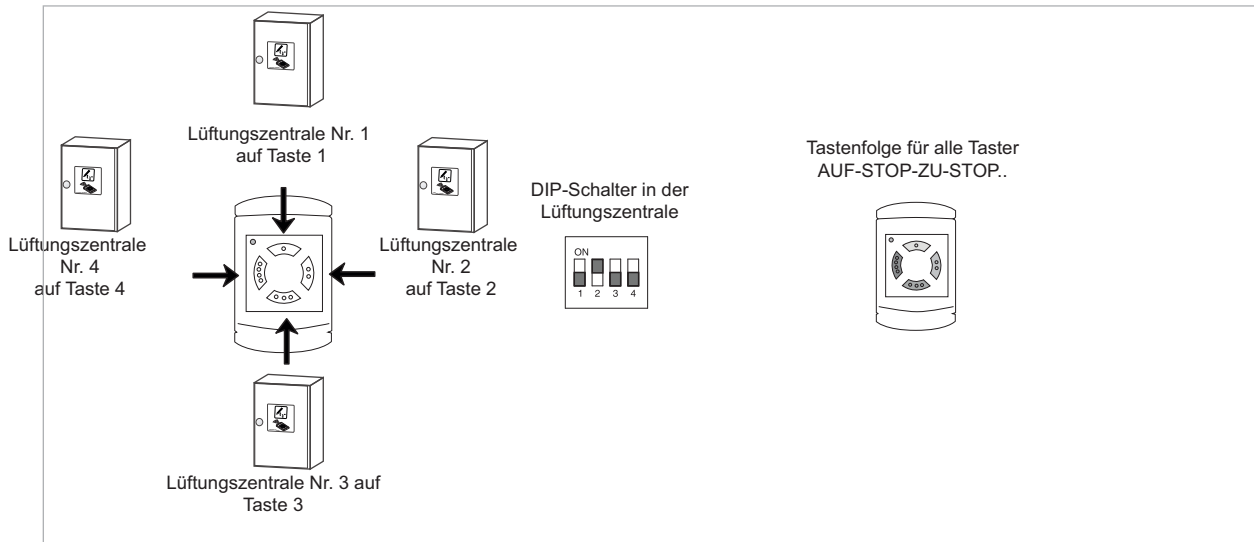 Lüftungszentrale Nr. 1
auf Taste 1
Lüftungszentrale
Nr. 4
auf Taste 4
Lüftungszentrale
Nr. 2
auf Taste 2
Lüftungszentrale Nr. 3 auf
Taste 3
DIP-Schalter in der
Lüftungszentrale
ON
1 2 3 4
Tastenfolge für alle Taster
AUF-STOP-ZU-STOP..